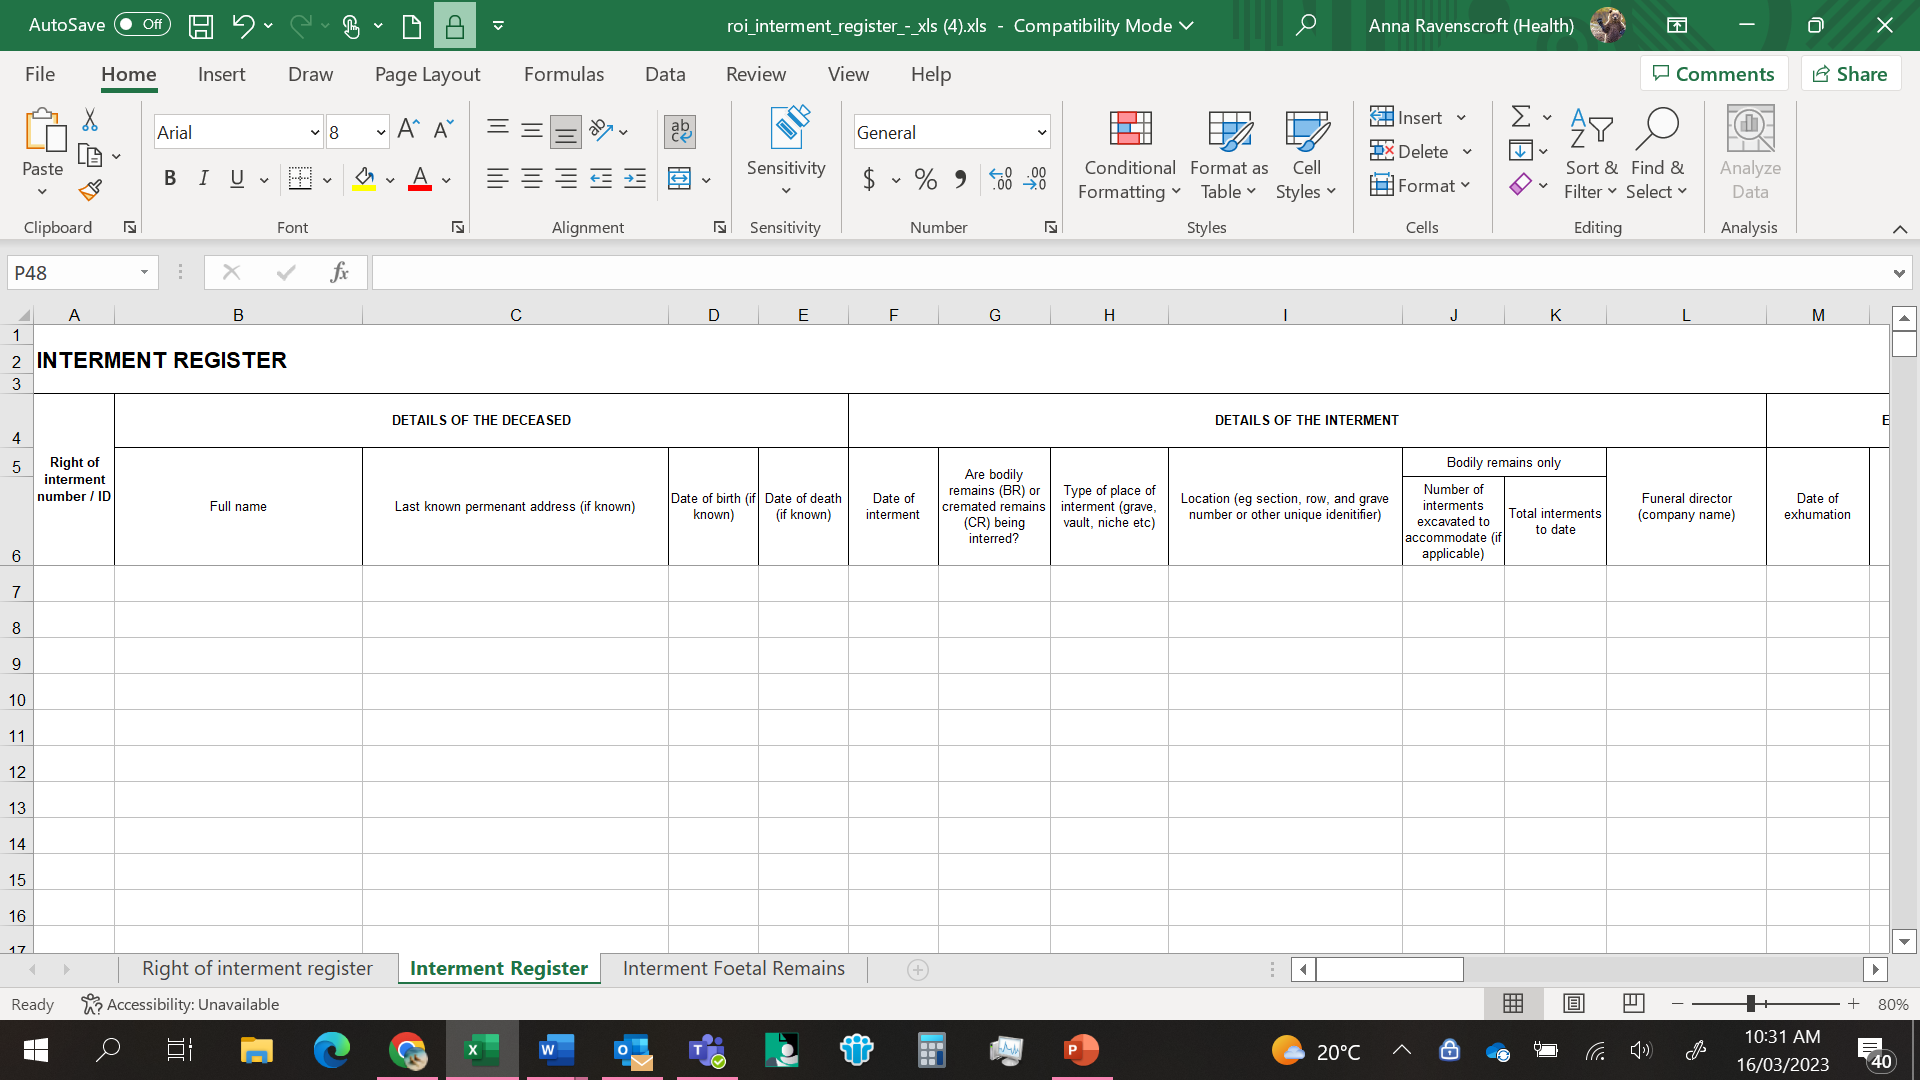 AutoSave Off roi_interment_register_-_xls (4).xls - Compatibility Mode Anna Ravenscroft (Health)
File Home Insert Draw Page Layout Formulas Data Review View Help Comments Share
Paste
Clipboard
Arial 8
B I U A
Font
ab
Alignment
Sensitivity
Sensitivity
General
$ % 9 .00 .00
Number
Conditional Formatting
Format as Table
Cell Styles
Styles
Insert
Delete
Format
Cells
Sort & Filter
Find & Select
Editing
Analyze Data
Analysis
P48 fx
A B C D E F G H I J K L M
1
2 INTERMENT REGISTER
3
4 DETAILS OF THE DECEASED DETAILS OF THE INTERMENT E
5 Bodily remains only
Right of
interment
number / ID
Full name
Last known permenant address (if known)
Date of birth (if
known)
Date of death
(if known)
Date of
interment
Are bodily
remains (BR) or
cremated remains
(CR) being
interred?
Type of place of
interment (grave,
vault, niche etc)
Location (eg section, row, and grave
number or other unique idenitifier)
Number of
interments
excavated to
accommodate (if
applicable)
Total interments
to date
Funeral director
(company name)
Date of
exhumation
6
7
8
9
10
11
12
13
14
15
16
17
Right of interment register Interment Register Interment Foetal Remains
Ready Accessibility: Unavailable 80%
20°C 10:31 AM
16/03/2023 40